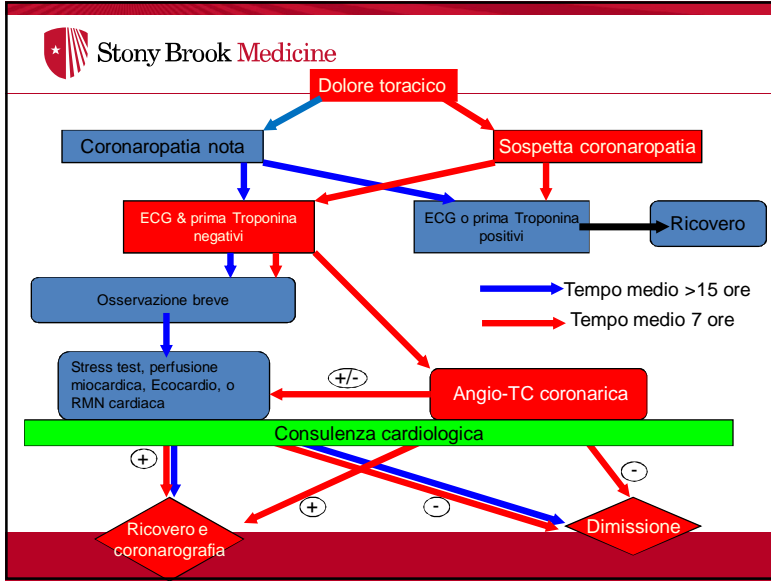 Stony Brook Medicine
Dolore toracico
Coronaropatia nota
Sospetta coronaropatia
ECG & prima Troponina
negativi
ECG o prima Troponina
positivi
Ricovero
Osservazione breve
Tempo medio >15 ore
Tempo medio 7 ore
Stress test, perfusione
miocardica, Ecocardio, o
RMN cardiaca
+/-
Angio-TC coronarica
Consulenza cardiologica
+
+
-
-
Ricovero e
coronarografia
Dimissione